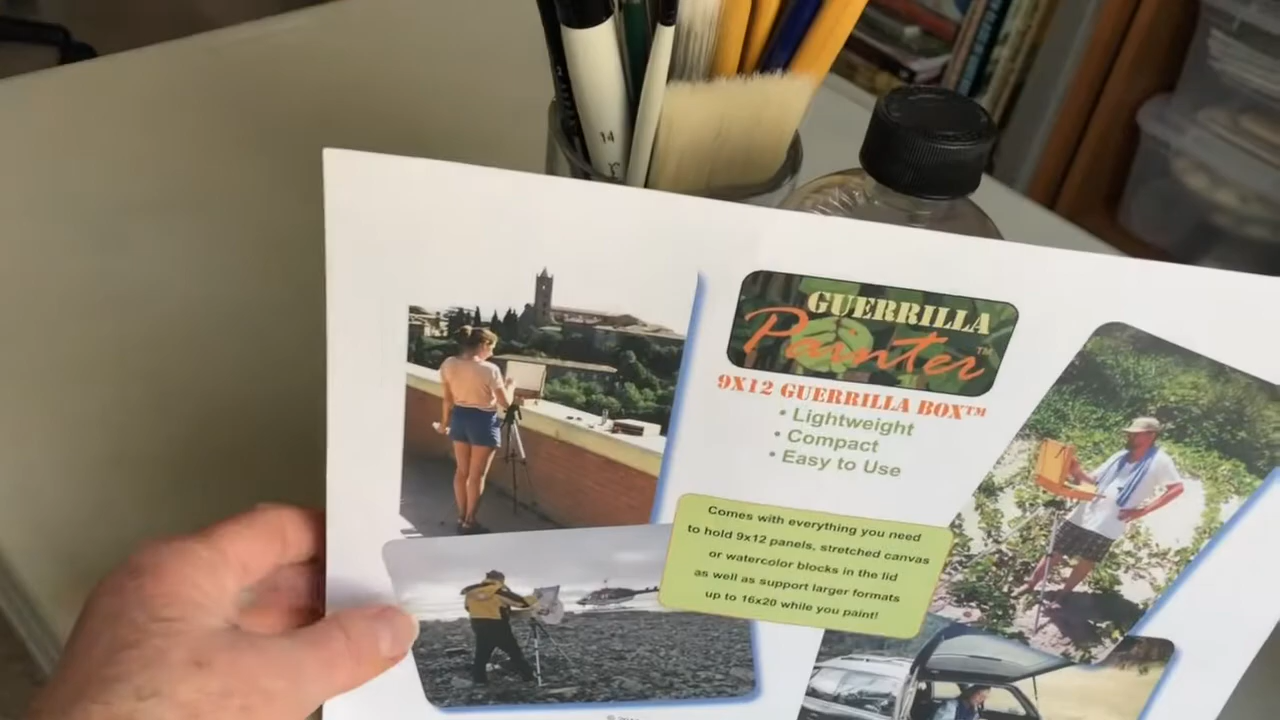 14
GUERRILLA
Painter™
9X12 GUERRILLA BOX™
• Lightweight
• Compact
• Easy to Use
Comes with everything you need
to hold 9x12 panels, stretched canvas
or watercolor blocks in the lid
as well as support larger formats
up to 16x20 while you paint!